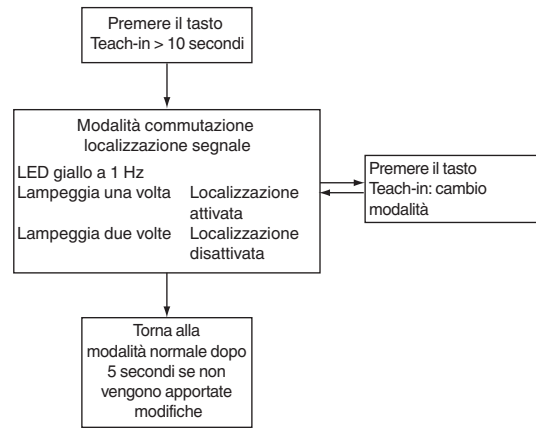 Premere il tasto
Teach-in > 10 secondi
Modalità commutazione
localizzazione segnale
LED giallo a 1 Hz
Lampeggia una volta Localizzazione
attivata
Lampeggia due volte Localizzazione
disattivata
Premere il tasto
Teach-in: cambio
modalità
Torna alla
modalità normale dopo
5 secondi se non
vengono apportate
modifiche